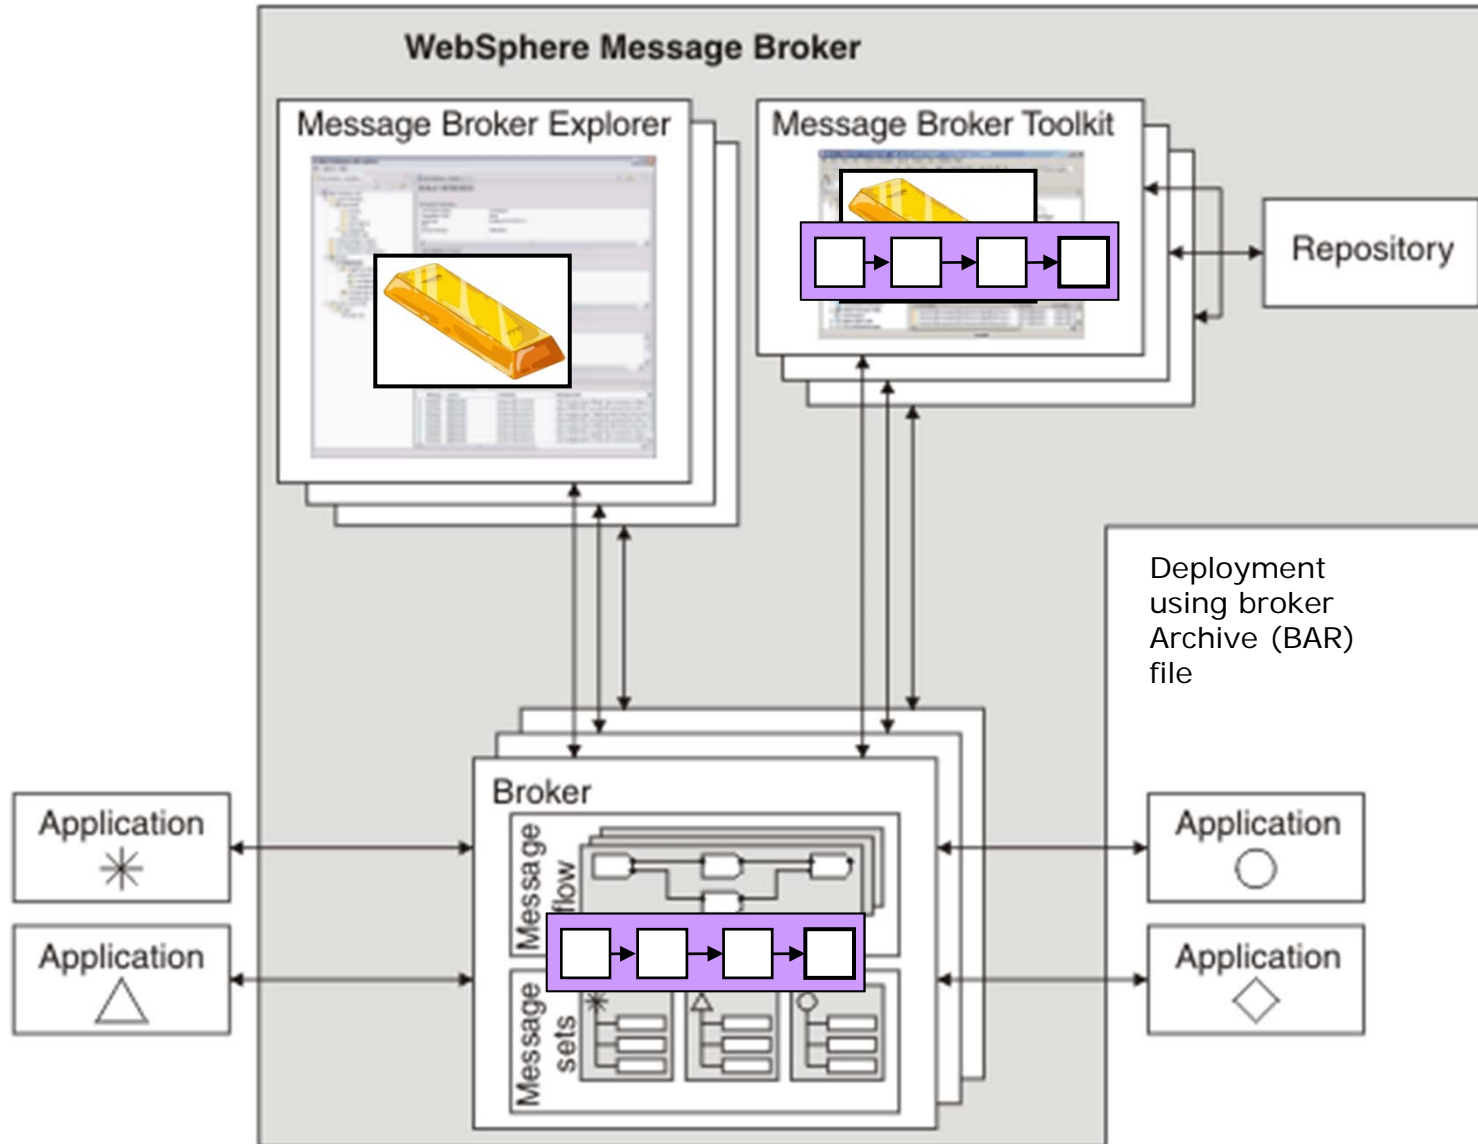 WebSphere Message Broker
Message Broker Explorer
Message Broker Toolkit
Repository
Deployment
using broker
Archive (BAR)
file
Broker
Message
flow
Message
sets
Application
Application
Application
Application